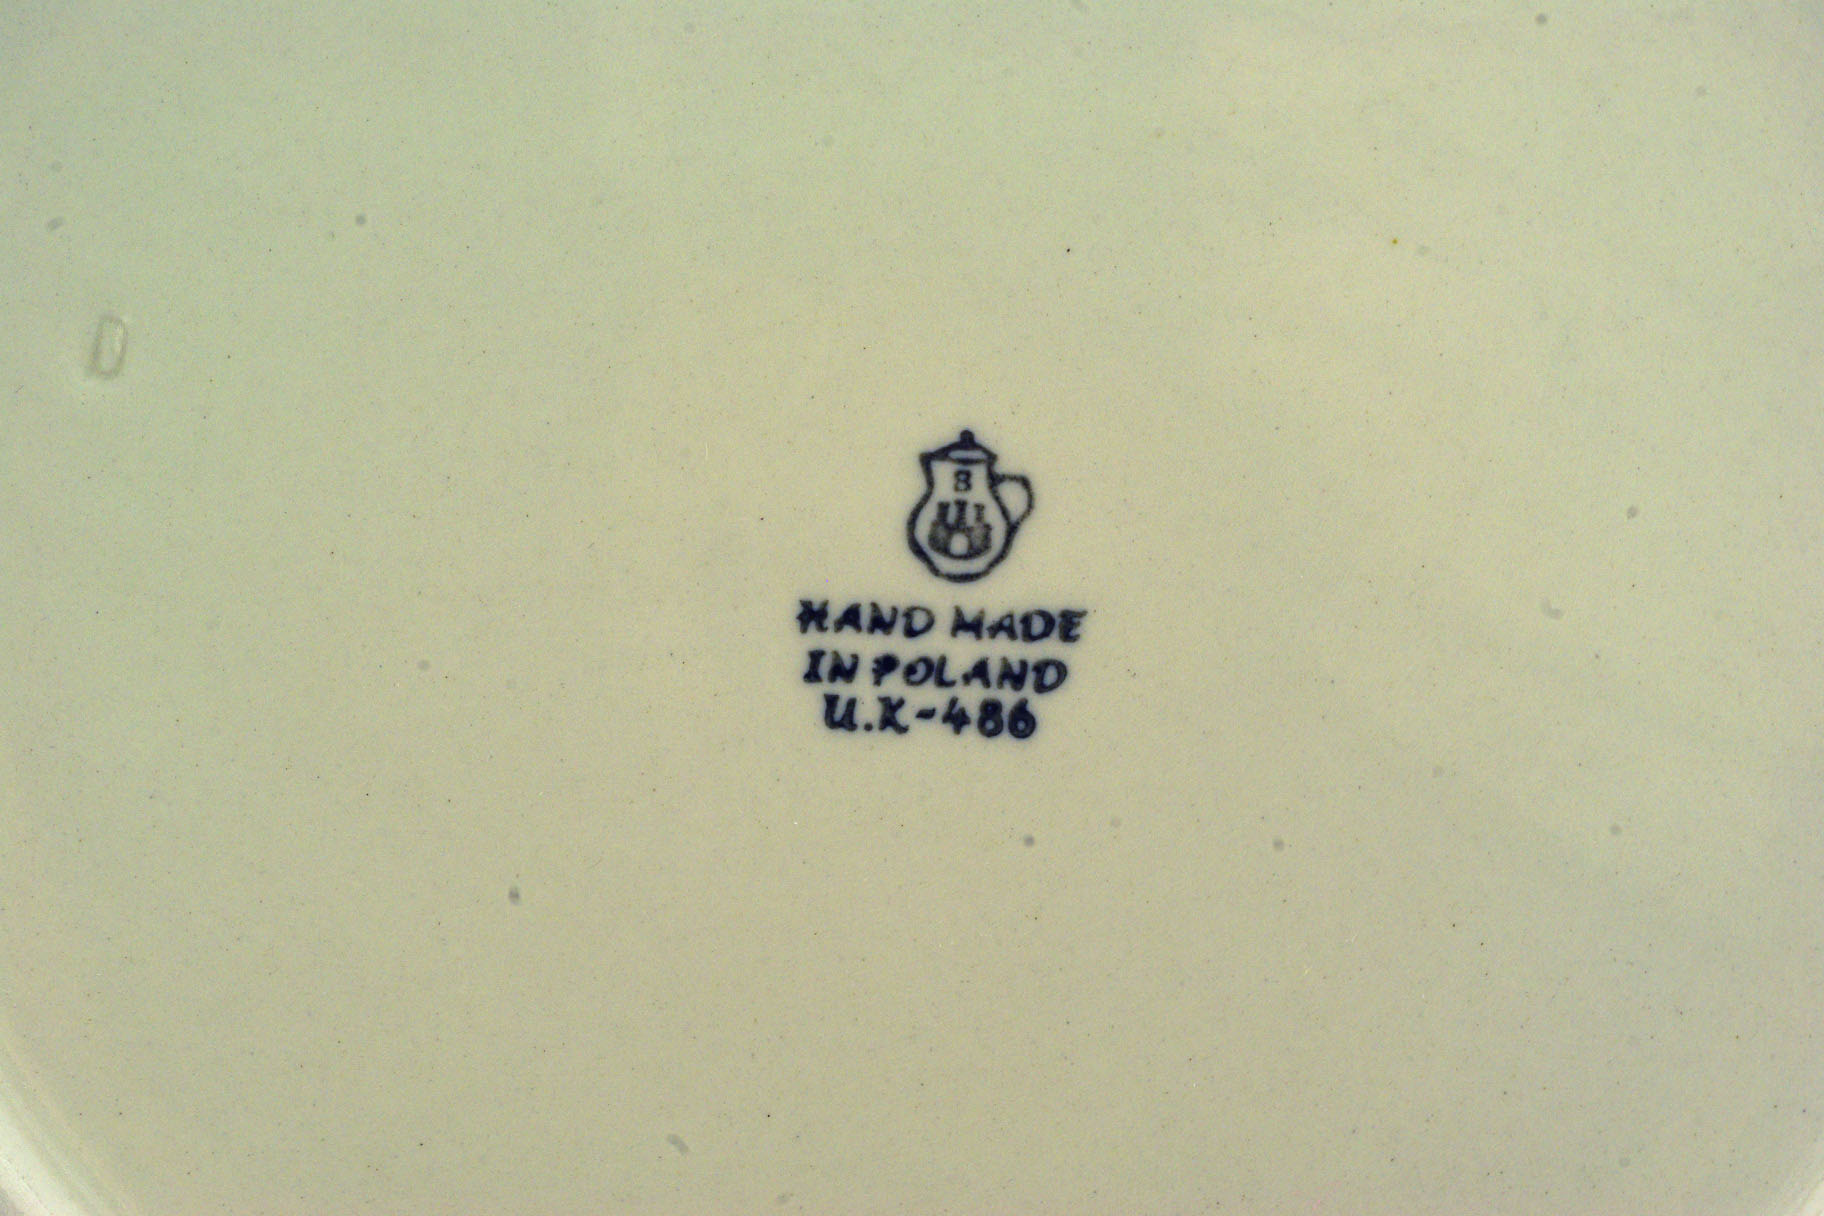 B
HAND MADE
IN POLAND
U.K-486